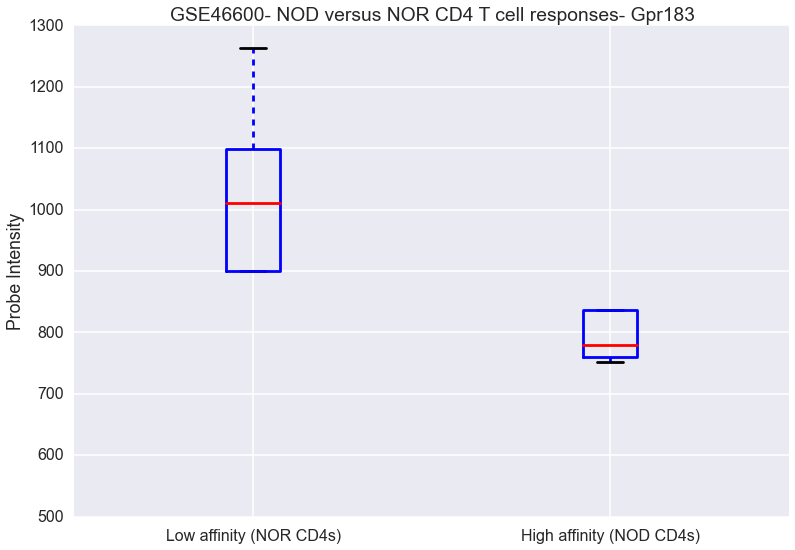 GSE46600- NOD versus NOR CD4 T cell responses- Gpr183
1300
1200
1100
1000
900
800
700
600
500
Probe Intensity
Low affinity (NOR CD4s)
High affinity (NOD CD4s)